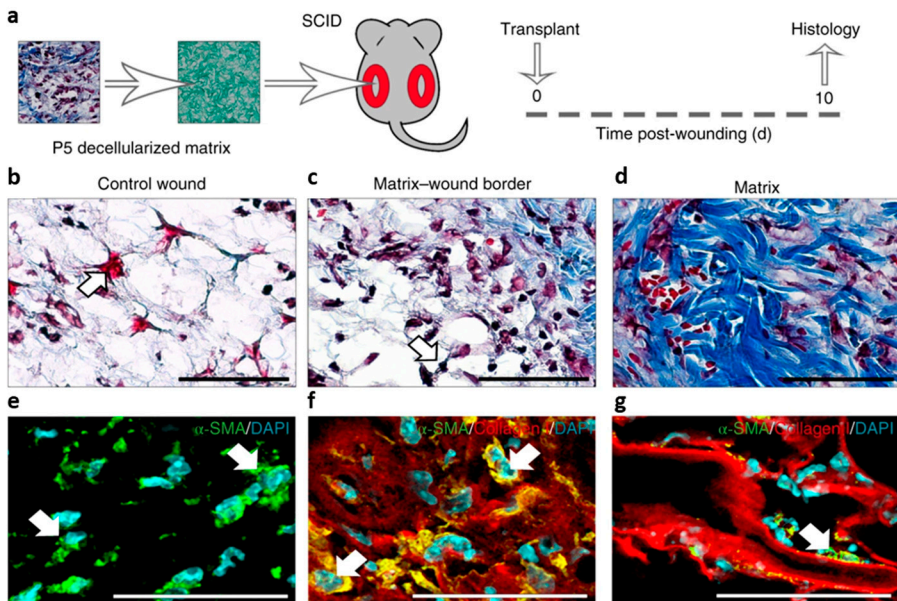 a
SCID
Transplant
Histology
0
10
P5 decellularized matrix
Time post-wounding (d)
b
Control wound
c
Matrix–wound border
d
Matrix
e
α-SMA/DAPI
f
α-SMA/Collagen I/DAPI
g
α-SMA/Collagen I/DAPI